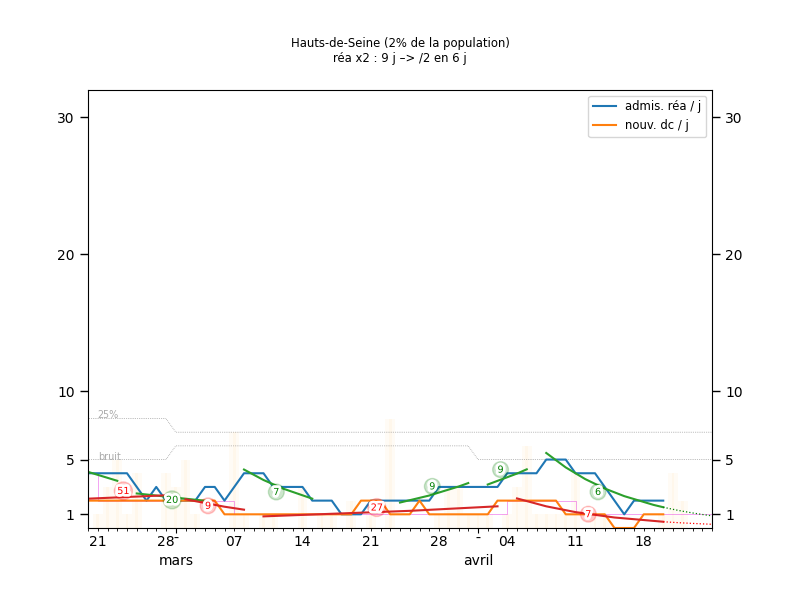 Hauts-de-Seine (2% de la population)
réa x2 : 9 j –> /2 en 6 j
admis. réa / j
nouv. dc / j
30 30
20 20
10 10
25%
bruit
5 5
1 1
51 20 9 7 27 9 9 6 7
21 28 07 14 21 28 04 11 18
mars avril